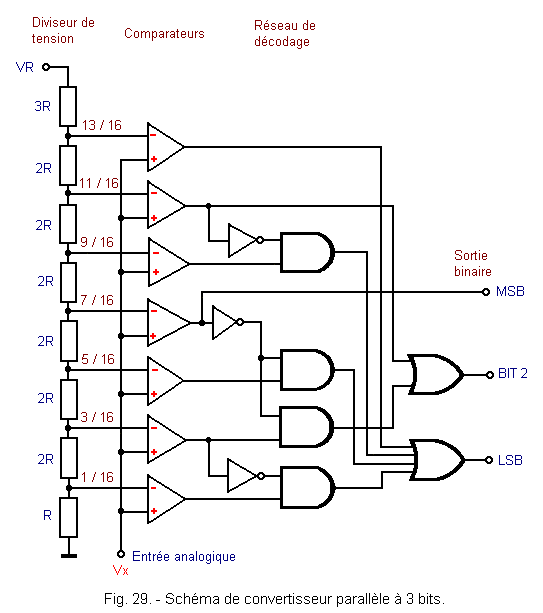 Diviseur de
tension
Comparateurs
Réseau de
décodage
VR
3R
13 / 16
- 
+
2R
11 / 16
-
+
2R
9 / 16
-
+
Sortie
binaire
2R
MSB
7 / 16
-
+
2R
5 / 16
-
+
BIT 2
2R
3 / 16
-
+
2R
LSB
1 / 16
-
+
R
Entrée analogique
Vx
Fig. 29. - Schéma de convertisseur parallèle à 3 bits.